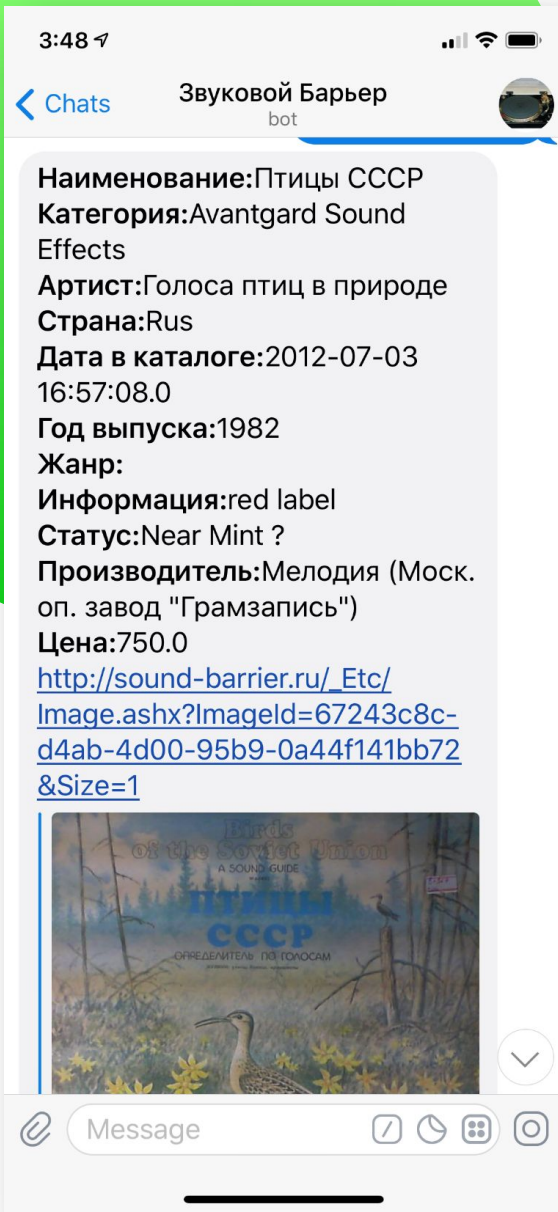 3:48
Chats
Звуковой Барьер
bot
Наименование:Птицы СССР
Категория:Avantgard Sound
Effects
Артист:Голоса птиц в природе
Страна:Rus
Дата в каталоге:2012-07-03
16:57:08.0
Год выпуска:1982
Жанр:
Информация:red label
Статус:Near Mint ?
Производитель:Мелодия (Моск.
оп. завод "Грамзапись")
Цена:750.0
http://sound-barrier.ru/_Etc/
Image.ashx?ImageId=67243c8c-
d4ab-4d00-95b9-0a44f141bb72
&Size=1
Birds
of the Soviet Union
A SOUND GUIDE
ПТИЦЫ
СССР
ОПРЕДЕЛИТЕЛЬ ПО ГОЛОСАМ
Message